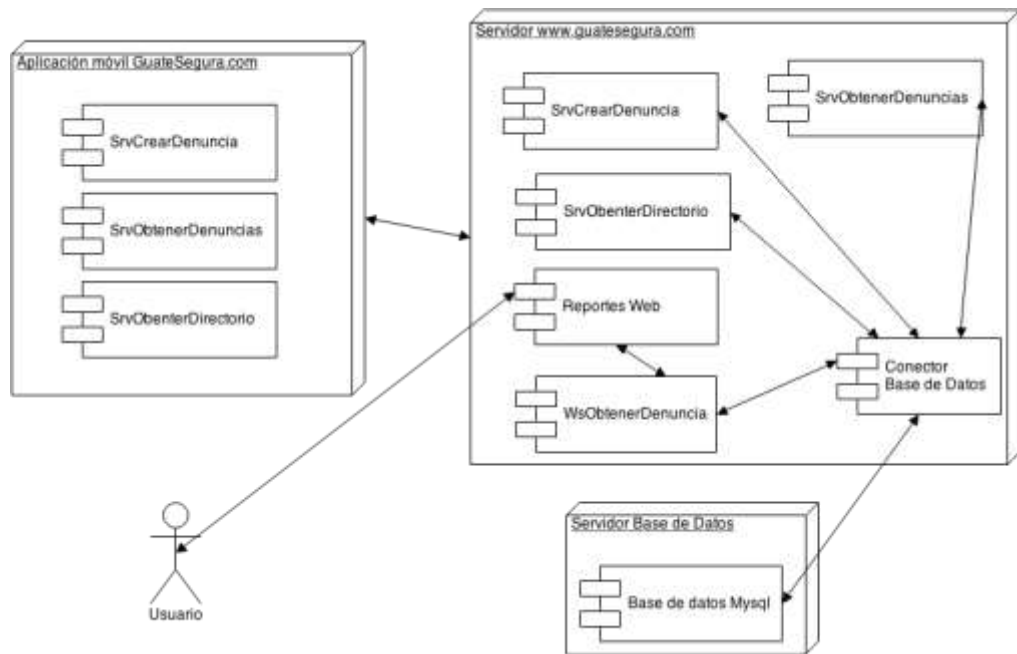 Aplicación móvil GuateSegura.com
SrvCrearDenuncia
SrvObtenerDenuncias
SrvObenterDirectorio
Servidor www.guatesegura.com
SrvCrearDenuncia
SrvObtenerDenuncias
SrvObenterDirectorio
Reportes Web
WsObtenerDenuncia
Conector
Base de Datos
Usuario
Servidor Base de Datos
Base de datos Mysql